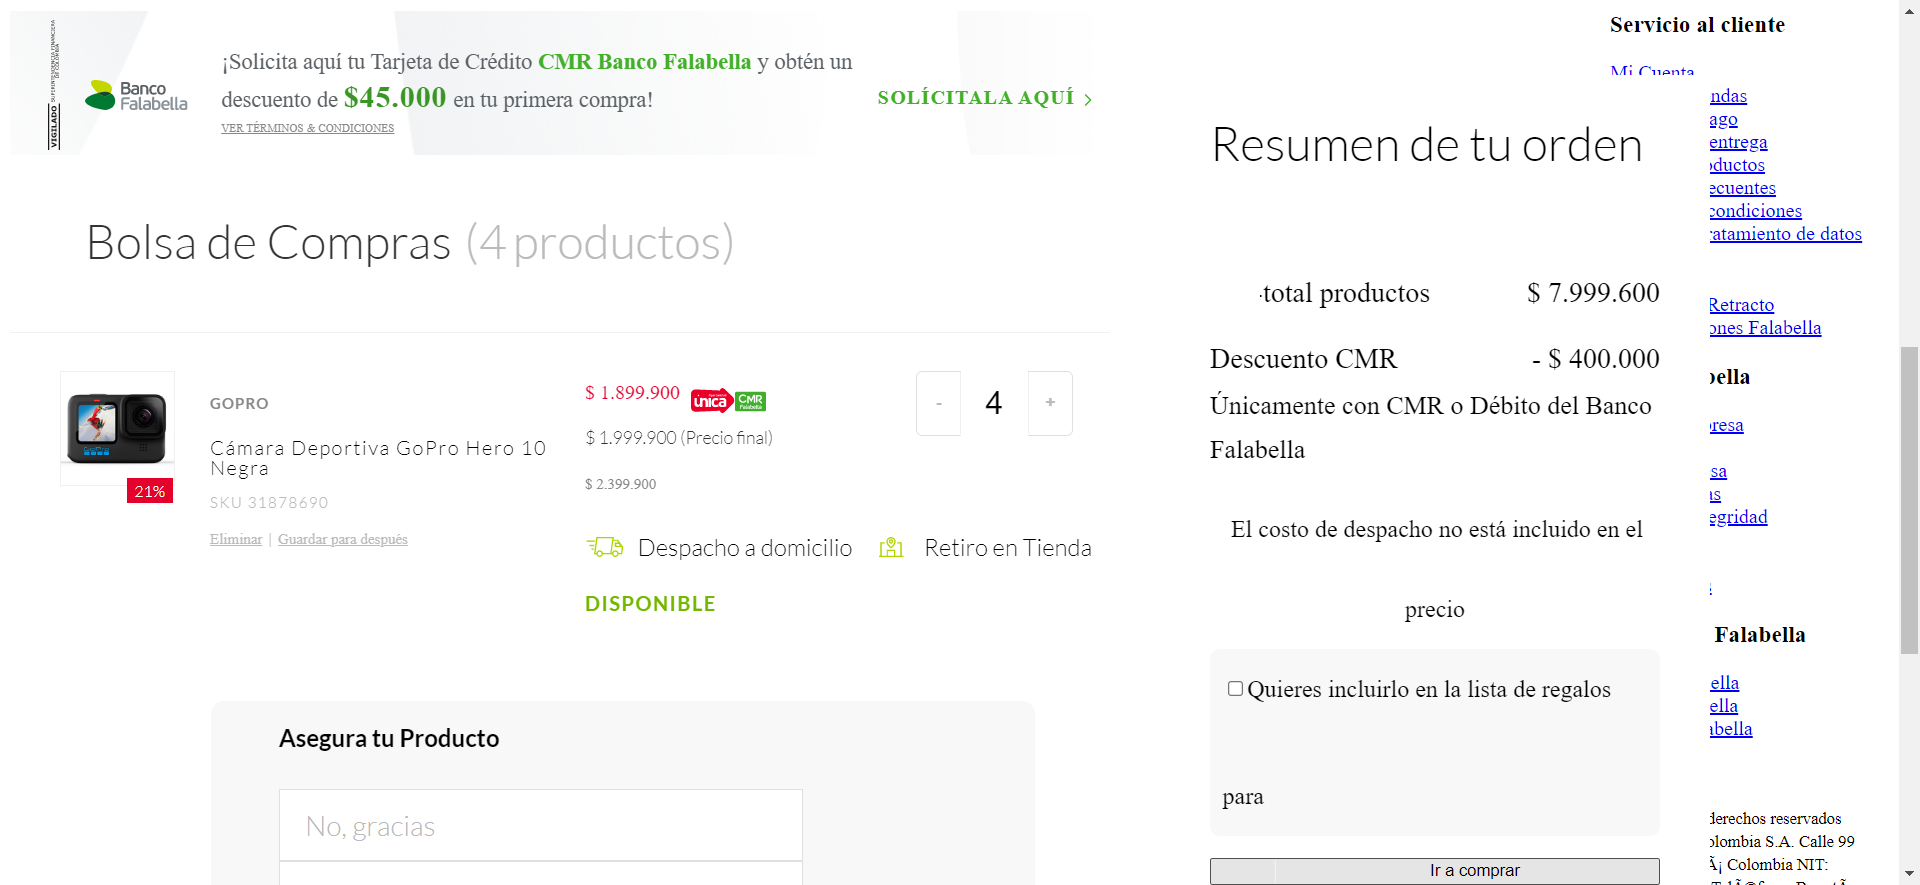 VIGILADO SUPERINTENDENCIA FINANCIERA DE COLOMBIA
Banco Falabella
¡Solicita aquí tu Tarjeta de Crédito CMR Banco Falabella y obtén un
descuento de $45.000 en tu primera compra!
VER TÉRMINOS & CONDICIONES
SOLÍCITALA AQUÍ
Bolsa de Compras (4 productos)
GOPRO
Cámara Deportiva GoPro Hero 10
Negra
SKU 31878690
Eliminar | Guardar para después
21%
$ 1.899.900
única CMR Falabella
$ 1.999.900 (Precio final)
$ 2.399.900
- 4 +
Despacho a domicilio
Retiro en Tienda
DISPONIBLE
Asegura tu Producto
No, gracias
Resumen de tu orden
total productos $ 7.999.600
Descuento CMR - $ 400.000
Únicamente con CMR o Débito del Banco
Falabella
El costo de despacho no está incluido en el
precio
Quieres incluirlo en la lista de regalos
para
Ir a comprar
Servicio al cliente
Mi Cuenta
ndas
ago
entrega
oductos
ecuentes
condiciones
ratamiento de datos
Retracto
ones Falabella
bella
presa
sa
as
egridad
Falabella
ella
ella
abella
derechos reservados
olombia S.A. Calle 99
Ã¡ Colombia NIT: